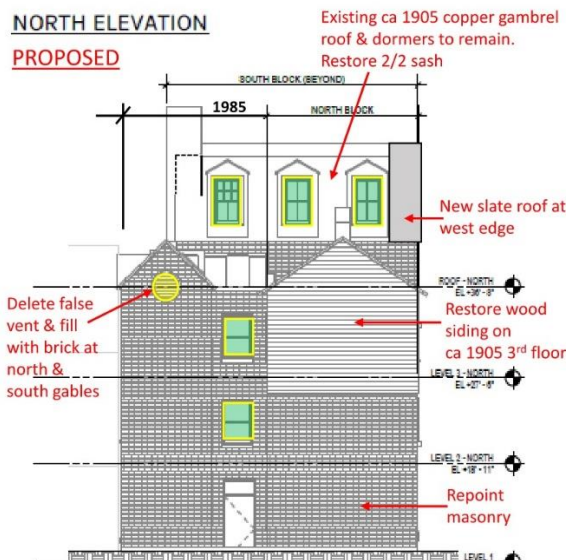 NORTH ELEVATION
PROPOSED
Existing ca 1905 copper gambrel
roof & dormers to remain.
Restore 2/2 sash
SOUTH BLOCK (BEYOND)
1985
NORTH BLOCK
New slate roof at
west edge
ROOF - NORTH
EL +36' - 8"
Delete false
vent & fill
with brick at
north &
south gables
Restore wood
siding on
ca 1905 3rd floor
LEVEL 3 - NORTH
EL +27' - 6"
LEVEL 2 - NORTH
EL +18' - 11"
Repoint
masonry
LEVEL 1